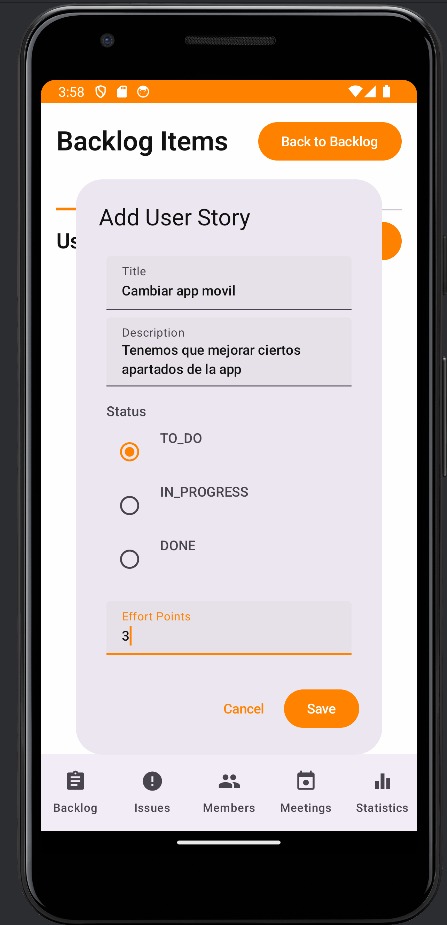 3:58
Backlog Items
Back to Backlog
Us
Add User Story
Title
Cambiar app movil
Description
Tenemos que mejorar ciertos
apartados de la app
Status
TO_DO
IN_PROGRESS
DONE
Effort Points
3
Cancel
Save
Backlog
Issues
Members
Meetings
Statistics